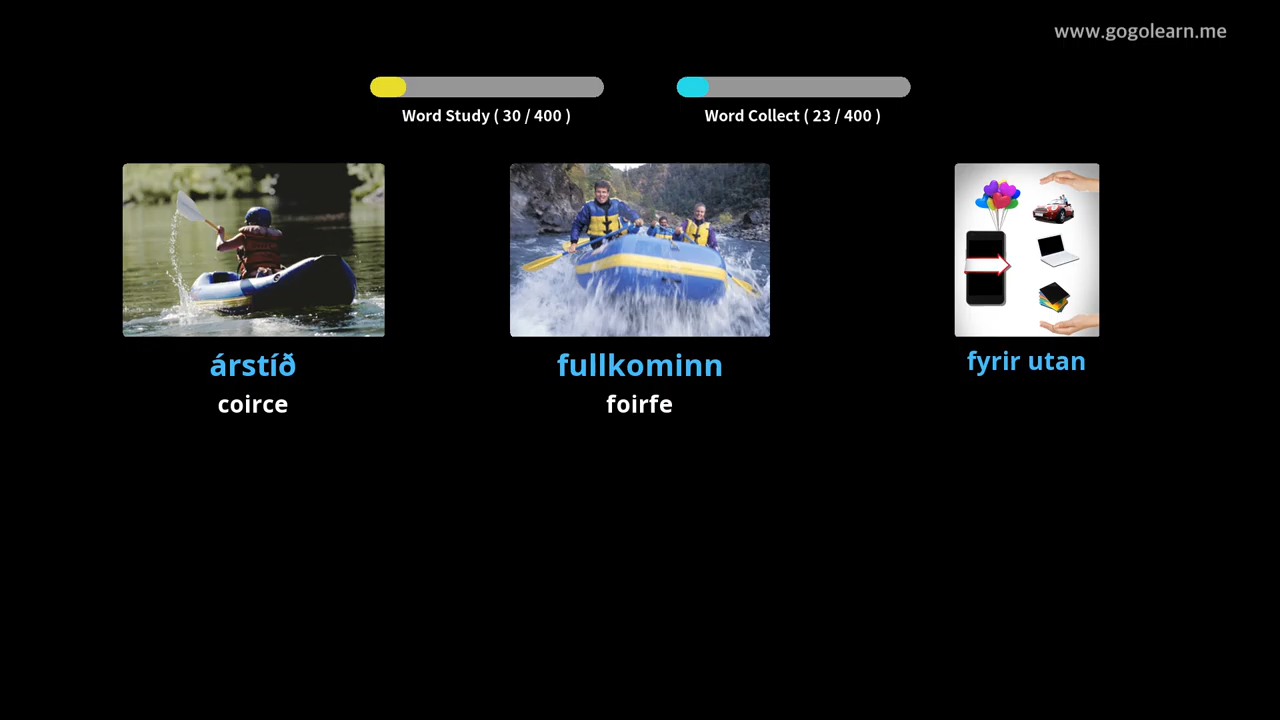 www.gogolearn.me
Word Study ( 30 / 400 )
Word Collect ( 23 / 400 )
árstíð
fullkominn
fyrir utan
coirce
foirfe